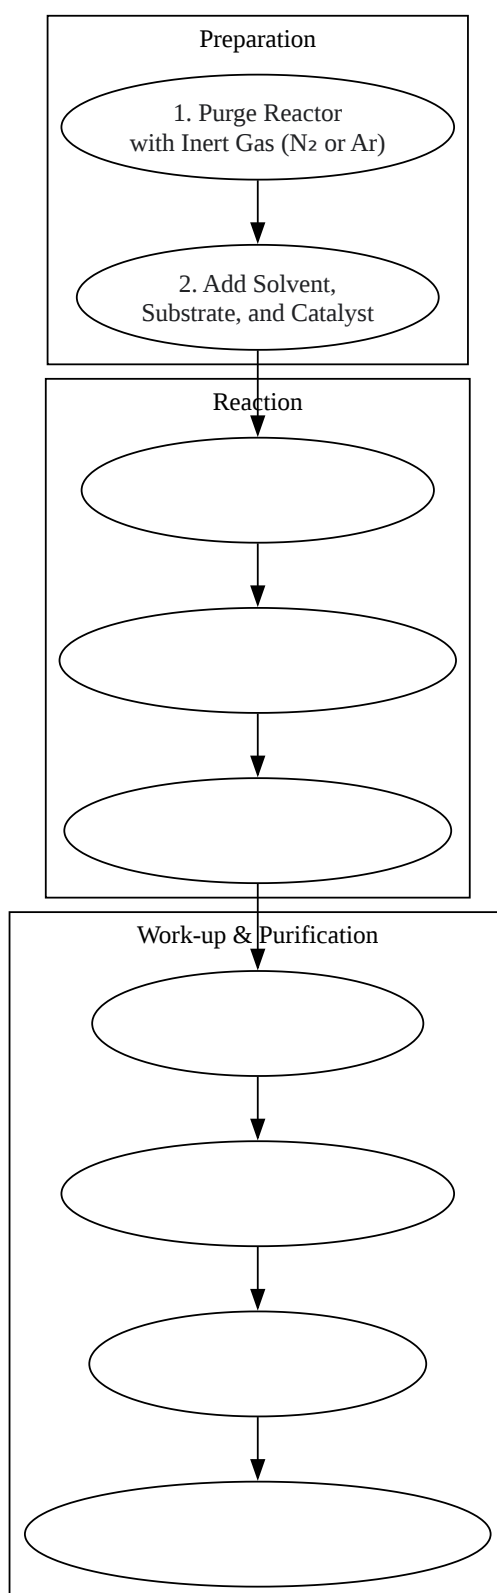 Preparation
1. Purge Reactor
with Inert Gas (N₂ or Ar)
2. Add Solvent,
Substrate, and Catalyst
Reaction
Work-up & Purification